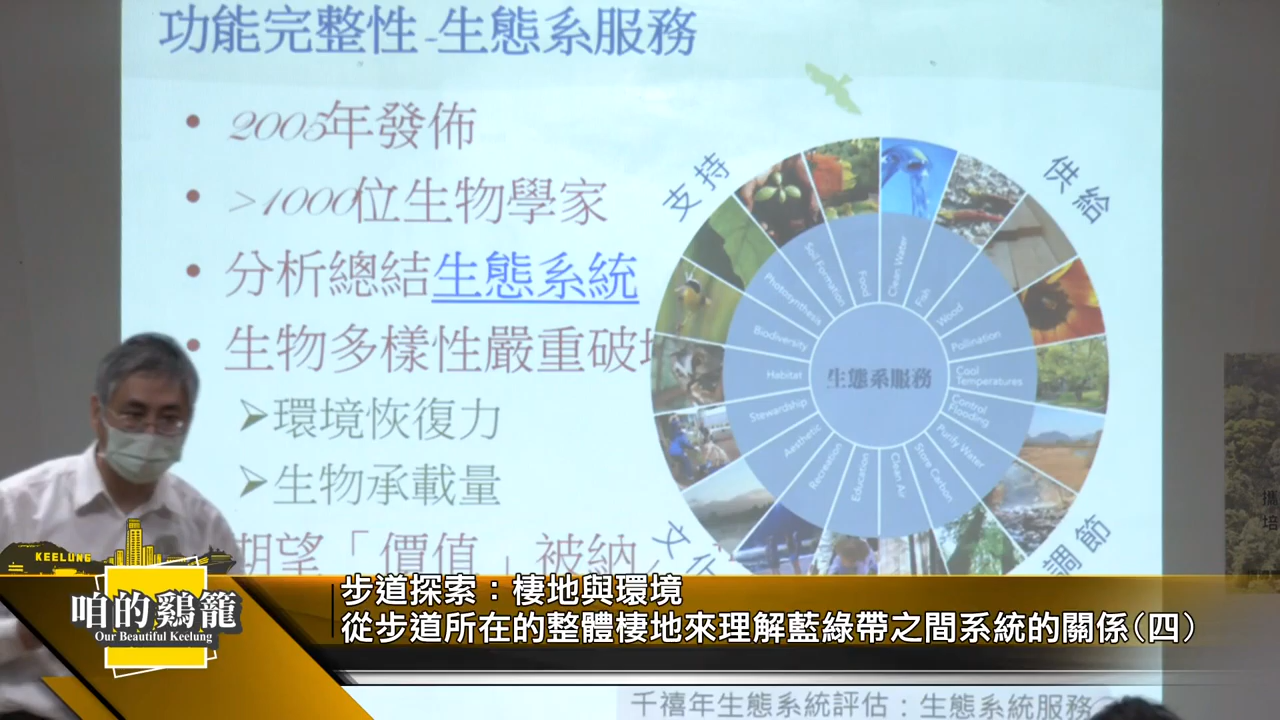 功能完整性-生態系服務
2005年發佈
>1000位生物學家
分析總結生態系統
生物多樣性嚴重破
環境恢復力
生物承載量
期望「價值」被納
支持
供給
調節
生態系服務
Food
Clean Water
Fish
Wood
Pollination
Cool Temperatures
Control Flooding
Purify Water
Store Carbon
Clean Air
Education
Recreation
Aesthetic
Stewardship
Habitat
Biodiversity
Photosynthesis
Soil Formation
KEELUNG
咱的鷄籠
Our Beautiful Keelung
步道探索：棲地與環境
從步道所在的整體棲地來理解藍綠帶之間系統的關係（四）
千禧年生態系統評估：生態系統服務